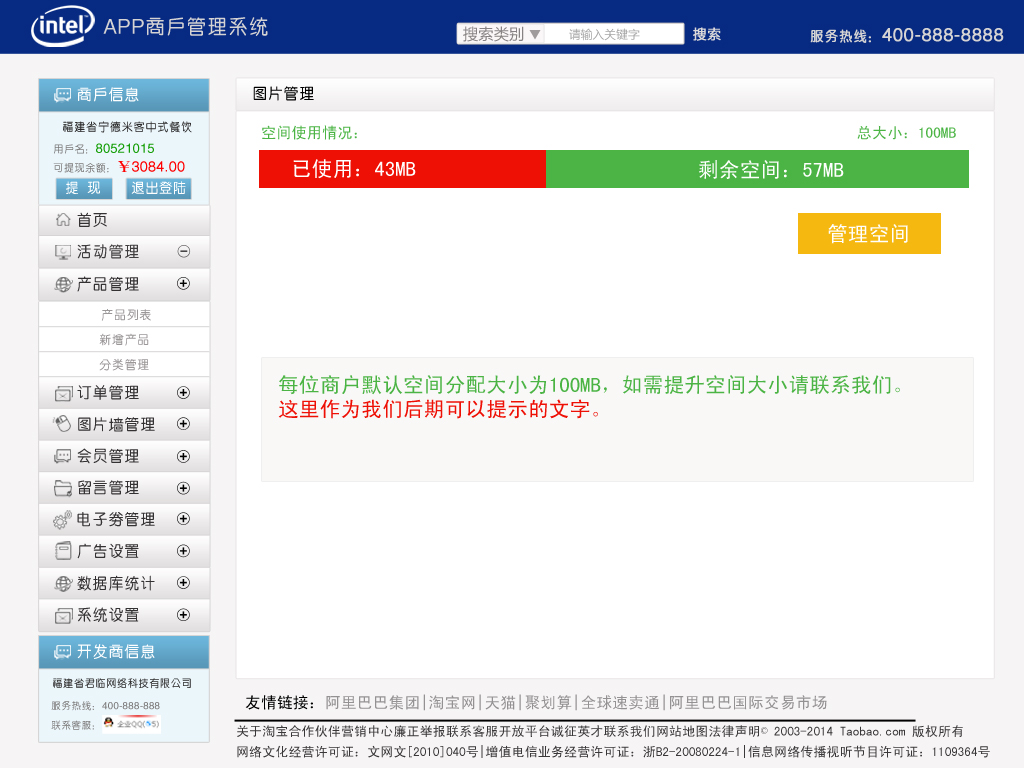 intel APP商戶管理系统
搜索类别▼ 请输入关键字 搜索 服务热线：400-888-8888
商戶信息
福建省宁德米客中式餐饮
用戶名：80521015
可提现余额：￥3084.00
提 现 退出登陆
首页
活动管理
产品管理
产品列表
新增产品
分类管理
订单管理
图片墙管理
会员管理
留言管理
电子券管理
广告设置
数据库统计
系统设置
开发商信息
福建省君临网络科技有限公司
服务热线：400-888-888
联系客服：企业QQ
图片管理
空间使用情况： 总大小：100MB
已使用：43MB 剩余空间：57MB
管理空间
每位商户默认空间分配大小为100MB，如需提升空间大小请联系我们。
这里作为我们后期可以提示的文字。
友情链接：阿里巴巴集团|淘宝网|天猫|聚划算|全球速卖通|阿里巴巴国际交易市场
关于淘宝合作伙伴营销中心廉正举报联系客服开放平台诚征英才联系我们网站地图法律声明© 2003-2014 Taobao.com 版权所有
网络文化经营许可证：文网文[2010]040号|增值电信业务经营许可证：浙B2-20080224-1|信息网络传播视听节目许可证：1109364号